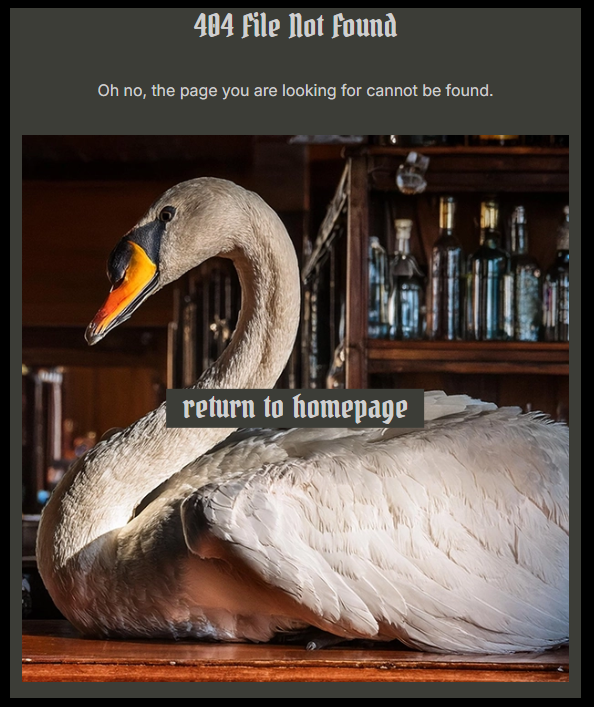 404 File Not Found
Oh no, the page you are looking for cannot be found.
return to homepage